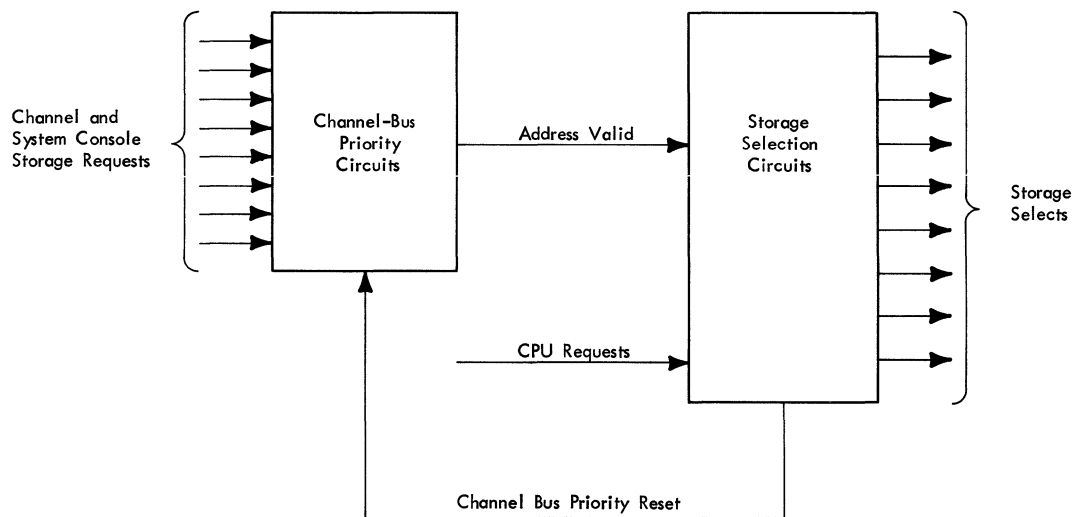 Channel and
System Console
Storage Requests
Channel-Bus
Priority
Circuits
Address Valid
Storage
Selection
Circuits
Storage
Selects
CPU Requests
Channel Bus Priority Reset